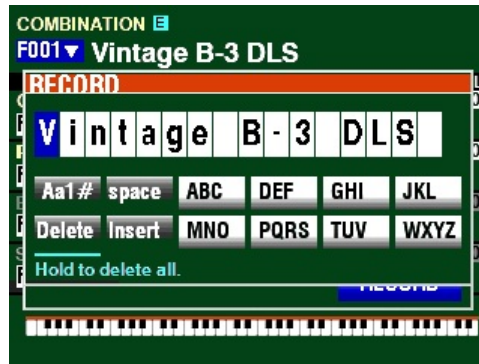 COMBINATION E
F001▼ Vintage B-3 DLS
RECORD
Vintage B-3 DLS
Aa1# space ABC DEF GHI JKL
Delete Insert MNO PQRS TUV WXYZ
Hold to delete all.
RECORD